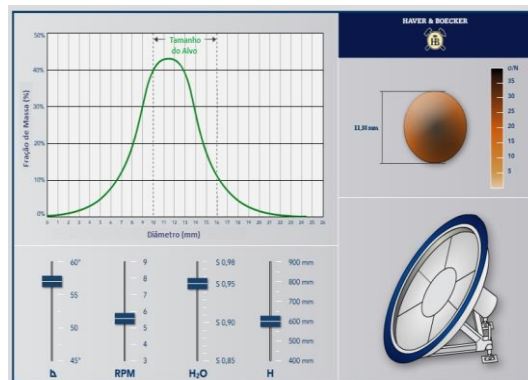 HAVER & BOECKER
HB
50%
40%
30%
20%
10%
0%
Fração de Massa (%)
Tamanho
do Alvo
0 1 2 3 4 5 6 7 8 9 10 11 12 13 14 15 16 17 18 19 20 21 22 23 24 25 26
Diâmetro (mm)
σ/N
35
30
25
20
15
10
5
60°
55
50
45°
9
8
7
6
5
4
3
RPM
S 0,98
S 0,95
S 0,90
S 0,85
H₂O
900 mm
800 mm
700 mm
600 mm
500 mm
400 mm
H